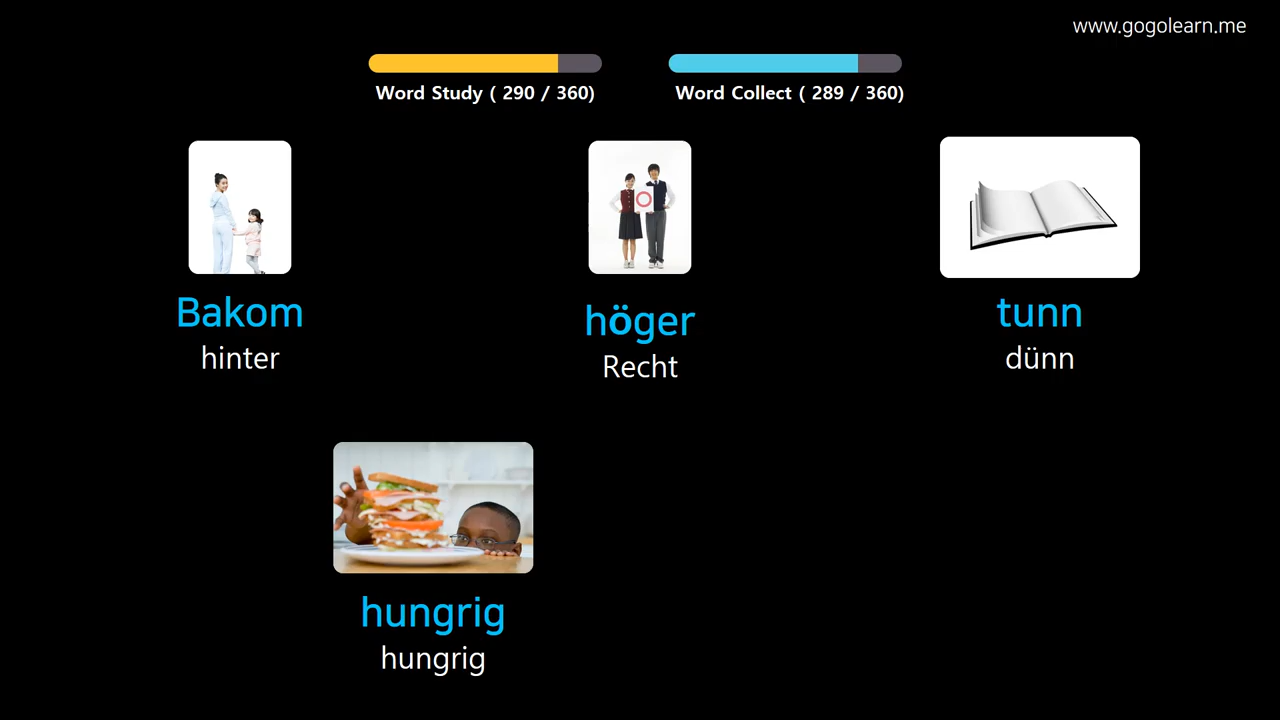 www.gogolearn.me
Word Study ( 290 / 360)
Word Collect ( 289 / 360)
Bakom
hinter
höger
Recht
tunn
dünn
hungrig
hungrig